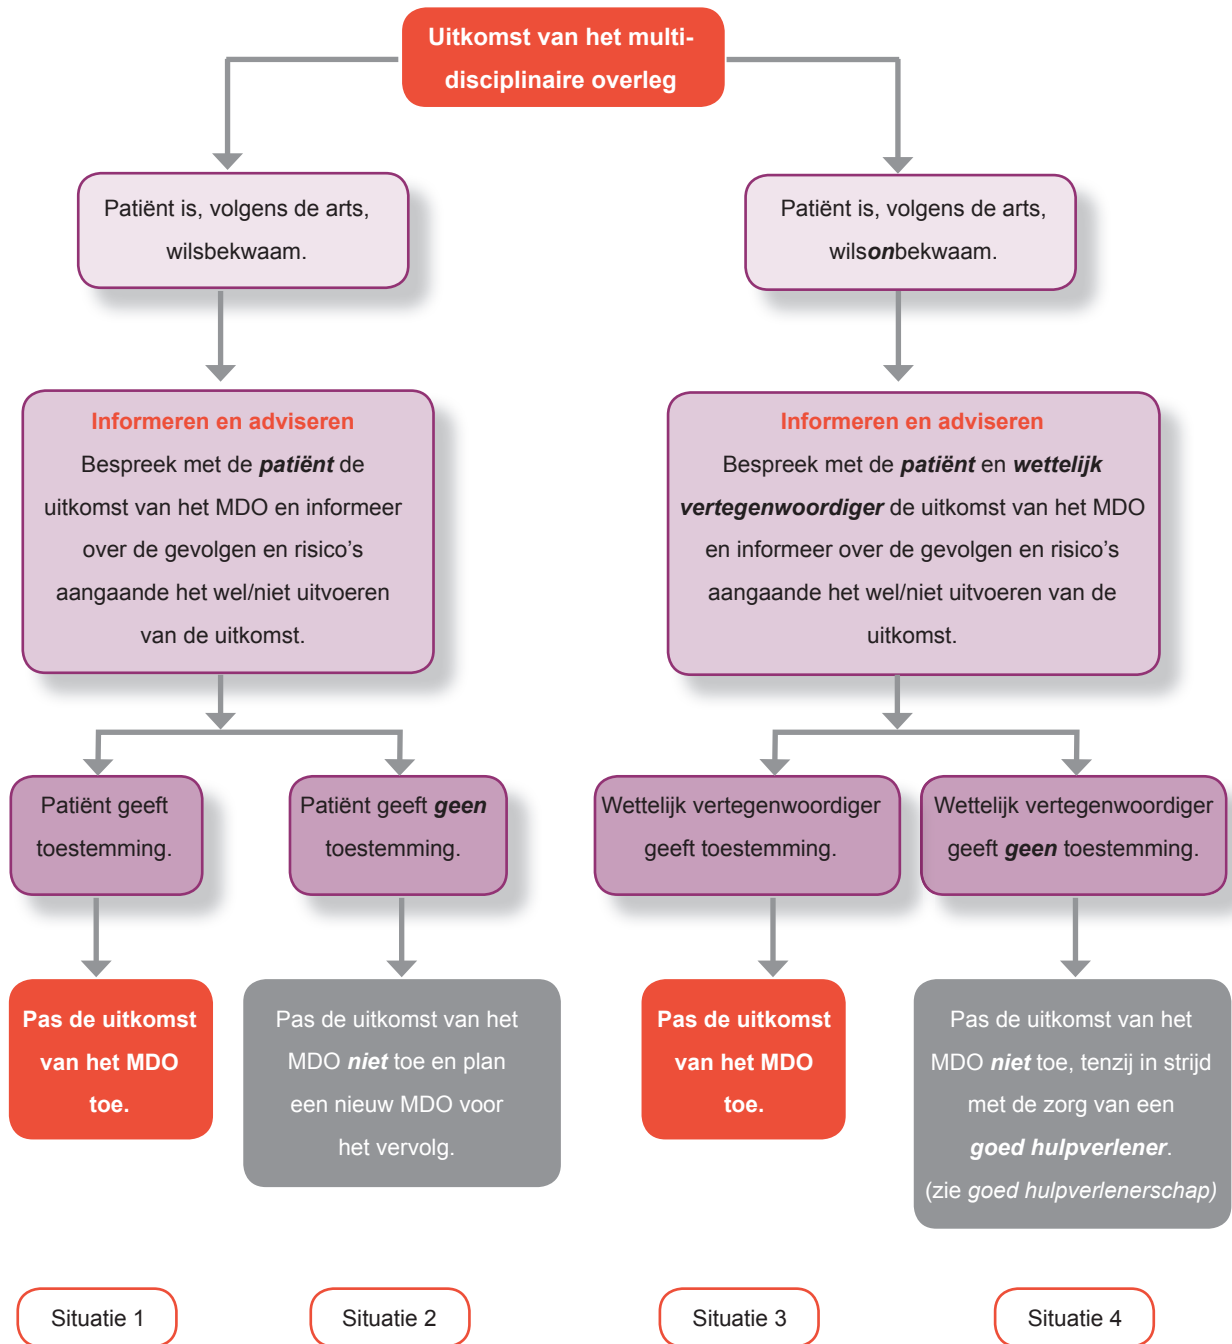 Uitkomst van het multi-
disciplinaire overleg
Patiënt is, volgens de arts,
wilsbekwaam.
Patiënt is, volgens de arts,
wilsonbekwaam.
Informeren en adviseren
Bespreek met de patiënt de
uitkomst van het MDO en informeer
over de gevolgen en risico's
aangaande het wel/niet uitvoeren
van de uitkomst.
Informeren en adviseren
Bespreek met de patiënt en wettelijk
vertegenwoordiger de uitkomst van het MDO
en informeer over de gevolgen en risico's
aangaande het wel/niet uitvoeren van de
uitkomst.
Patiënt geeft
toestemming.
Patiënt geeft geen
toestemming.
Wettelijk vertegenwoordiger
geeft toestemming.
Wettelijk vertegenwoordiger
geeft geen toestemming.
Pas de uitkomst
van het MDO
toe.
Pas de uitkomst van het
MDO niet toe en plan
een nieuw MDO voor
het vervolg.
Pas de uitkomst
van het MDO
toe.
Pas de uitkomst van het
MDO niet toe, tenzij in strijd
met de zorg van een
goed hulpverlener.
(zie goed hulpverlenerschap)
Situatie 1
Situatie 2
Situatie 3
Situatie 4